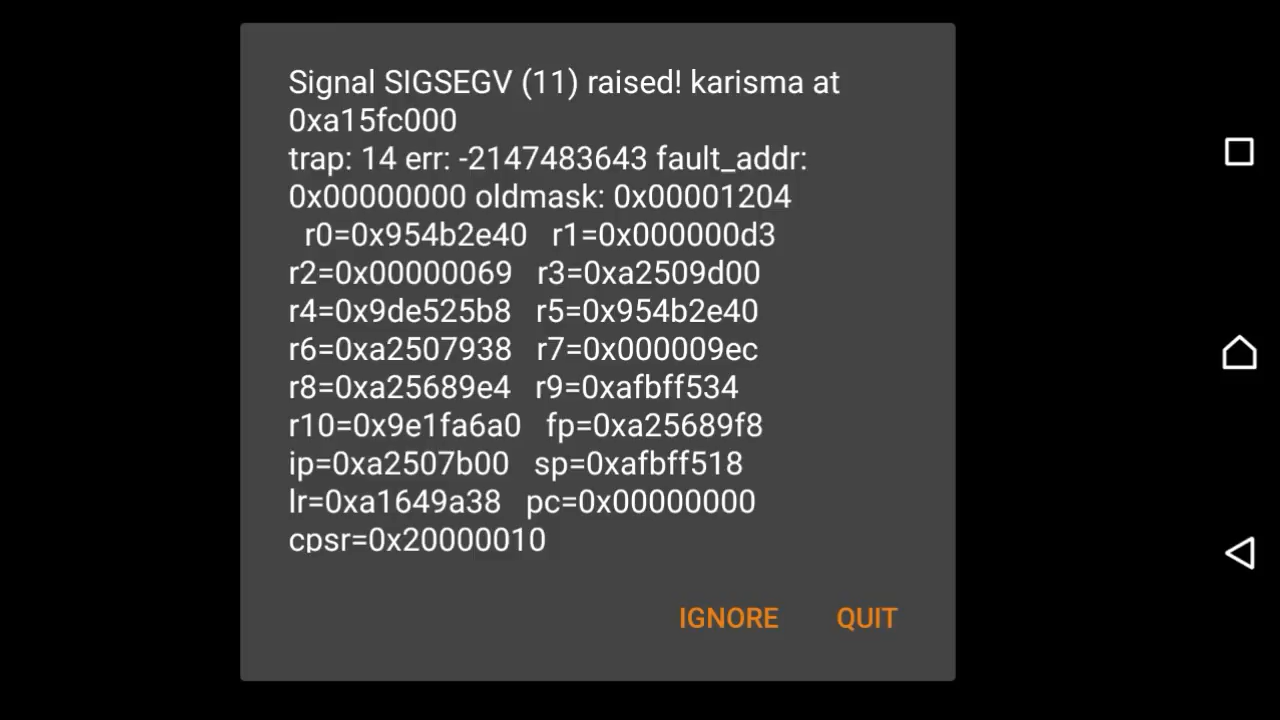 Signal SIGSEGV (11) raised! karisma at
0xa15fc000
trap: 14 err: -2147483643 fault_addr:
0x00000000 oldmask: 0x00001204
r0=0x954b2e40 r1=0x000000d3
r2=0x00000069 r3=0xa2509d00
r4=0x9de525b8 r5=0x954b2e40
r6=0xa2507938 r7=0x000009ec
r8=0xa25689e4 r9=0xafbff534
r10=0x9e1fa6a0 fp=0xa25689f8
ip=0xa2507b00 sp=0xafbff518
lr=0xa1649a38 pc=0x00000000
cpsr=0x20000010
IGNORE QUIT